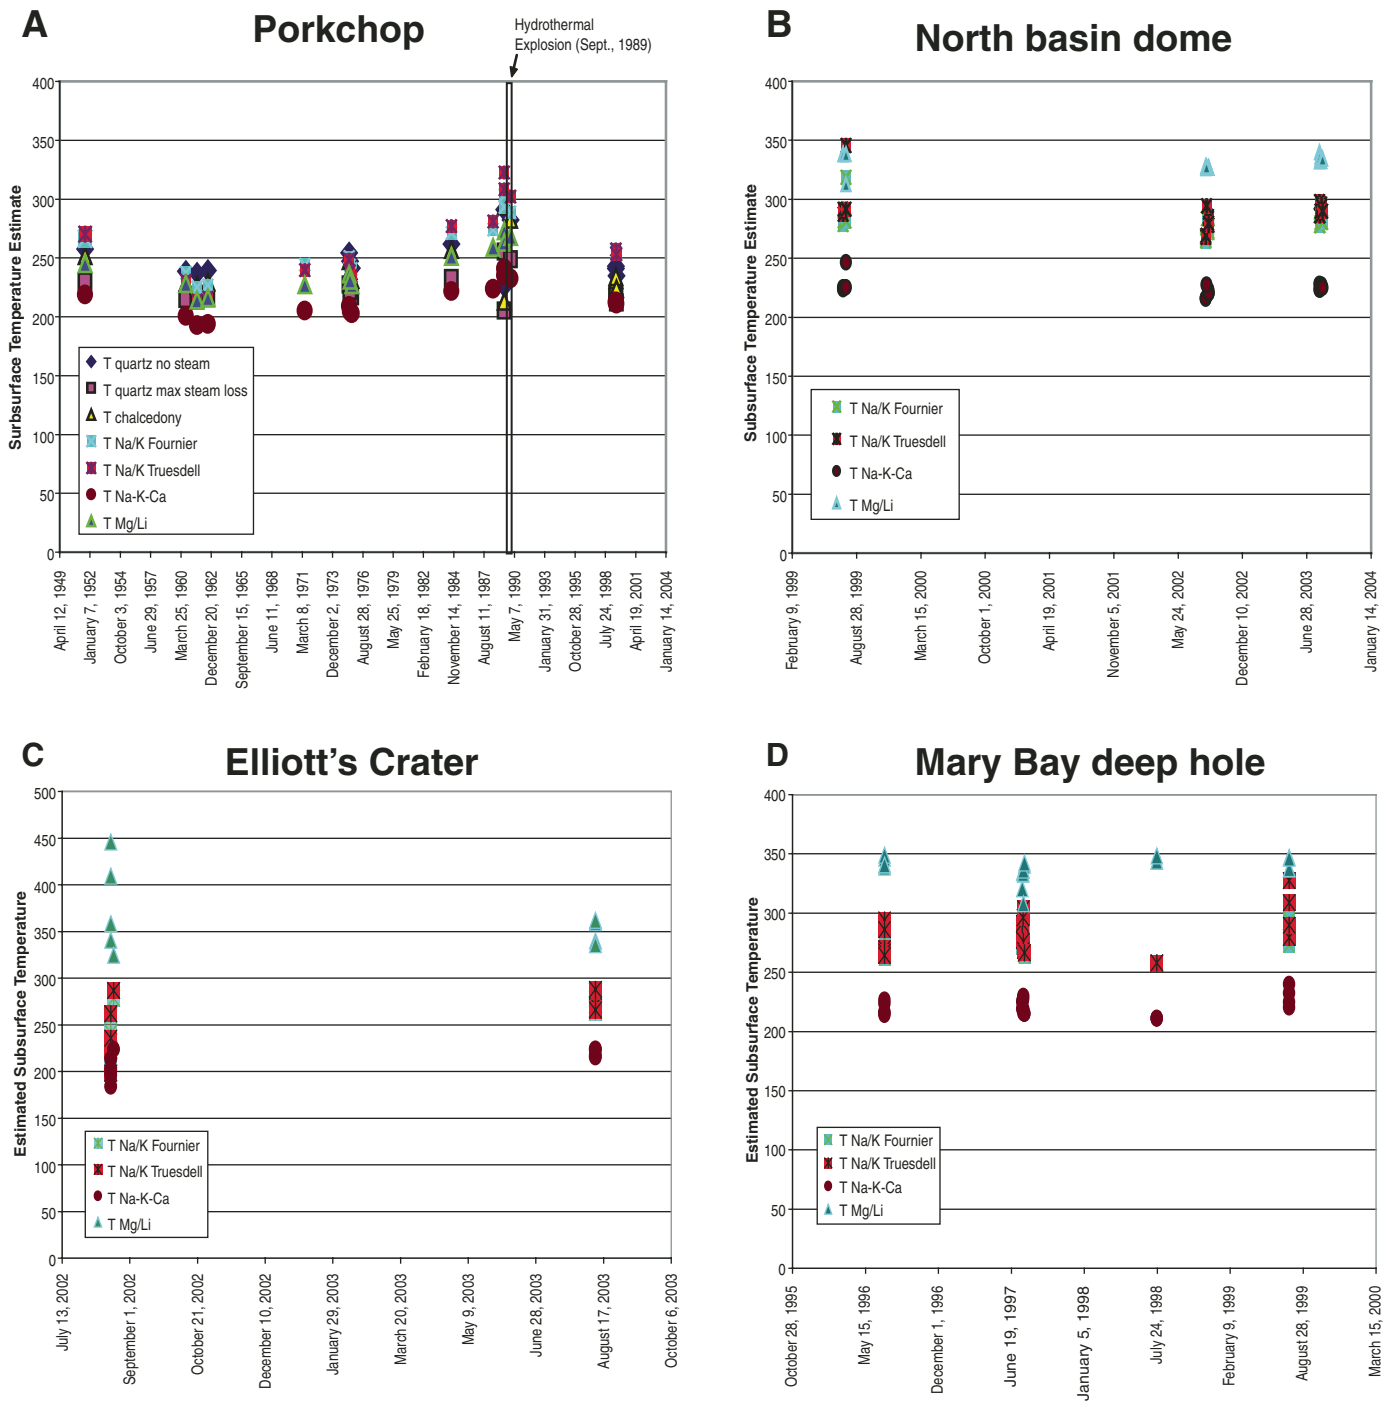 A
Porkchop
Hydrothermal
Explosion (Sept., 1989)
Surbsurface Temperature Estimate
400
350
300
250
200
150
100
50
0
T quartz no steam
T quartz max steam loss
T chalcedony
T Na/K Fournier
T Na/K Truesdell
T Na-K-Ca
T Mg/Li
April 12, 1949
January 7, 1952
October 3, 1954
June 29, 1957
March 25, 1960
December 20, 1962
September 15, 1965
June 11, 1968
March 8, 1971
December 2, 1973
August 28, 1976
May 25, 1979
February 18, 1982
November 14, 1984
August 11, 1987
May 7, 1990
January 31, 1993
October 28, 1995
July 24, 1998
April 19, 2001
January 14, 2004
B
North basin dome
Subsurface Temperature Estimate
400
350
300
250
200
150
100
50
0
T Na/K Fournier
T Na/K Truesdell
T Na-K-Ca
T Mg/Li
February 9, 1999
August 28, 1999
March 15, 2000
October 1, 2000
April 19, 2001
November 5, 2001
May 24, 2002
December 10, 2002
June 28, 2003
January 14, 2004
C
Elliott's Crater
Estimated Subsurface Temperature
500
450
400
350
300
250
200
150
100
50
0
T Na/K Fournier
T Na/K Truesdell
T Na-K-Ca
T Mg/Li
July 13, 2002
September 1, 2002
October 21, 2002
December 10, 2002
January 29, 2003
March 20, 2003
May 9, 2003
June 28, 2003
August 17, 2003
October 6, 2003
D
Mary Bay deep hole
Estimated Subsurface Temperature
400
350
300
250
200
150
100
50
0
T Na/K Fournier
T Na/K Truesdell
T Na-K-Ca
T Mg/Li
October 28, 1995
May 15, 1996
December 1, 1996
June 19, 1997
January 5, 1998
July 24, 1998
February 9, 1999
August 28, 1999
March 15, 2000